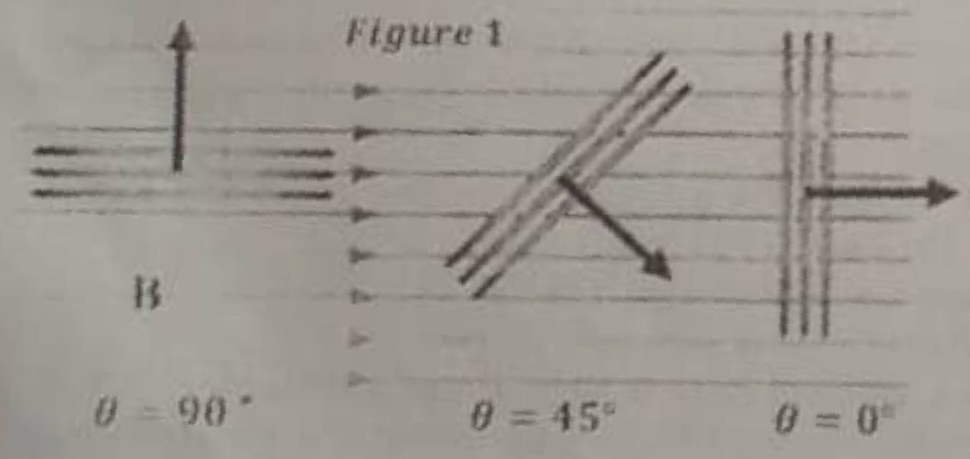 Figure 1
B
θ = 90°
θ = 45°
θ = 0°